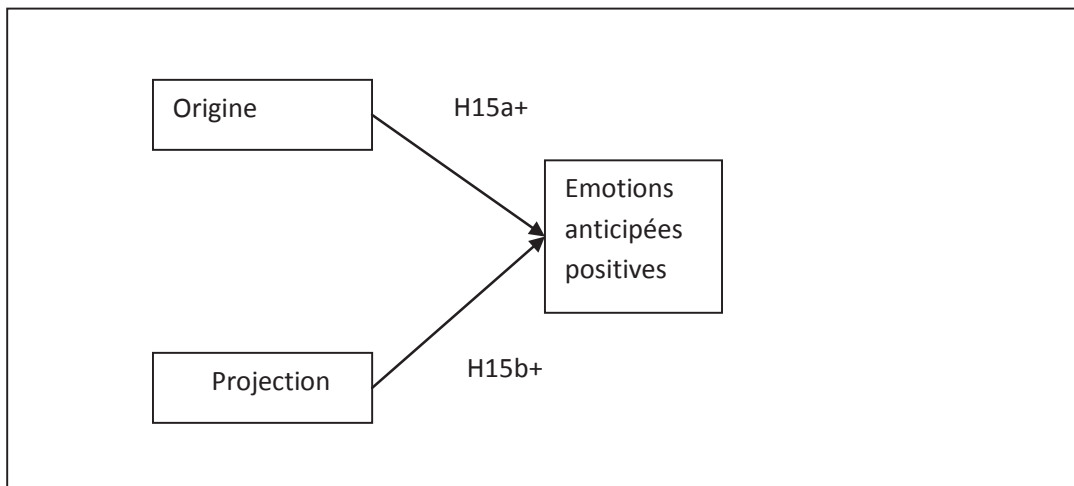 Origine
H15a+
Emotions
anticipées
positives
H15b+
Projection